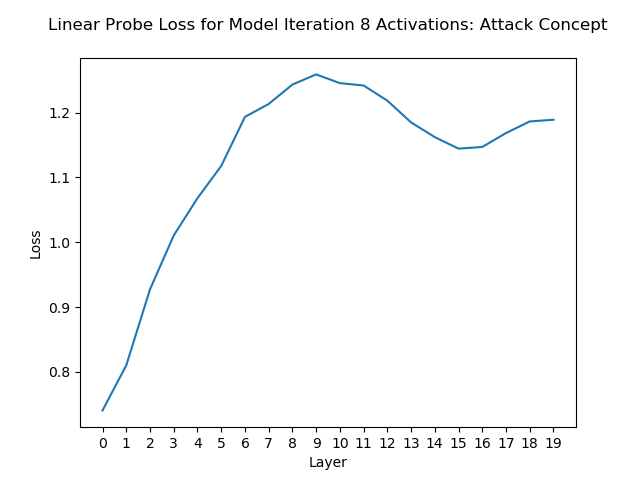 Linear Probe Loss for Model Iteration 8 Activations: Attack Concept
Loss
1.2
1.1
1.0
0.9
0.8
0 1 2 3 4 5 6 7 8 9 10 11 12 13 14 15 16 17 18 19
Layer